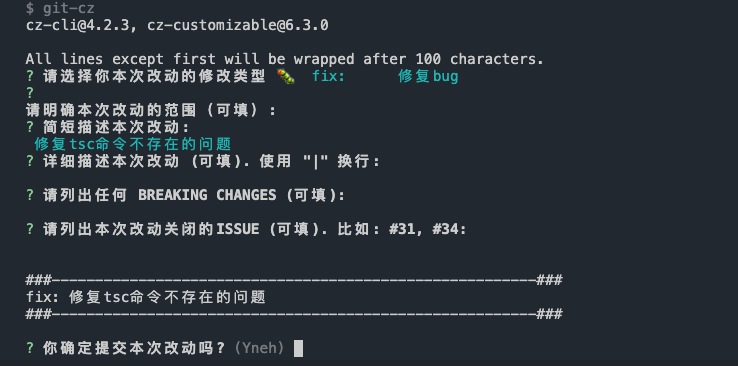 $ git-cz
cz-cli@4.2.3, cz-customizable@6.3.0
All lines except first will be wrapped after 100 characters.
? 请选择你本次改动的修改类型 🐛 fix:      修复bug
?
请明确本次改动的范围（可填）:
? 简短描述本次改动:
修复tsc命令不存在的问题
? 详细描述本次改动 (可填). 使用 "|" 换行:
? 请列出任何 BREAKING CHANGES (可填):
? 请列出本次改动关闭的ISSUE (可填). 比如: #31, #34:
###--------------------------------------------------------###
fix: 修复tsc命令不存在的问题
###--------------------------------------------------------###
? 你确定提交本次改动吗? (Yneh)